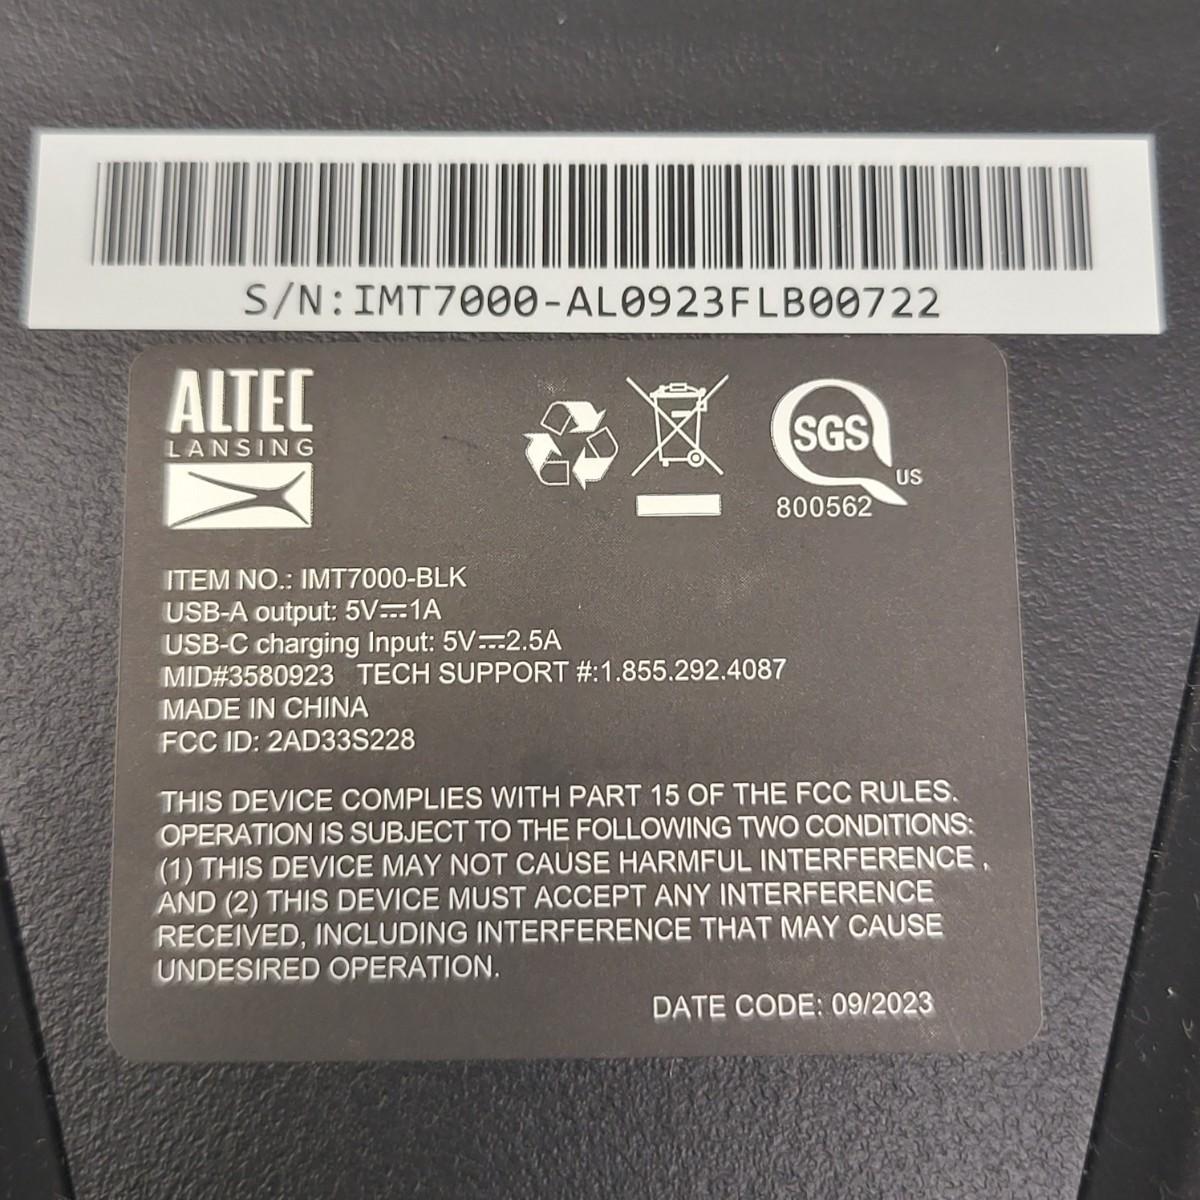 S/N:IMT7000-AL0923FLB00722
ALTEC
LANSING
SGS
US
800562
ITEM NO.: IMT7000-BLK
USB-A output: 5V⎓1A
USB-C charging Input: 5V⎓2.5A
MID#3580923 TECH SUPPORT #:1.855.292.4087
MADE IN CHINA
FCC ID: 2AD33S228
THIS DEVICE COMPLIES WITH PART 15 OF THE FCC RULES.
OPERATION IS SUBJECT TO THE FOLLOWING TWO CONDITIONS:
(1) THIS DEVICE MAY NOT CAUSE HARMFUL INTERFERENCE ,
AND (2) THIS DEVICE MUST ACCEPT ANY INTERFERENCE
RECEIVED, INCLUDING INTERFERENCE THAT MAY CAUSE
UNDESIRED OPERATION.
DATE CODE: 09/2023